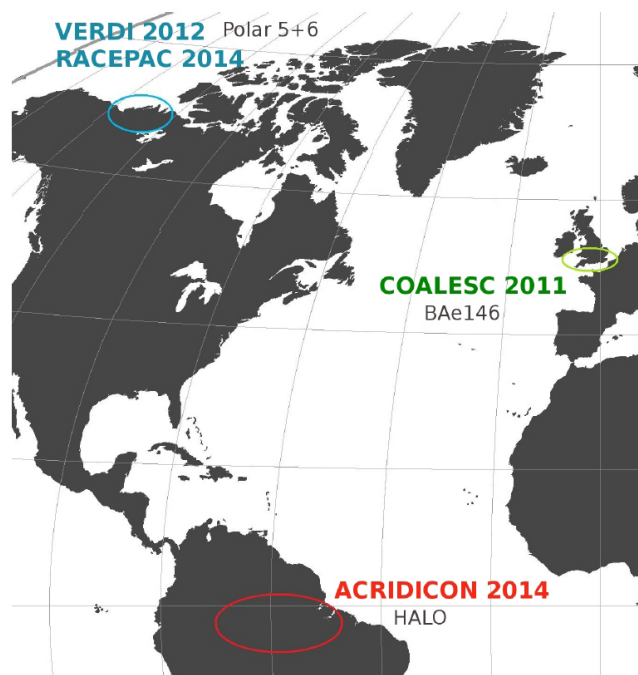 VERDI 2012 Polar 5+6
RACEPAC 2014
COALESC 2011
BAe146
ACRIDICON 2014
HALO